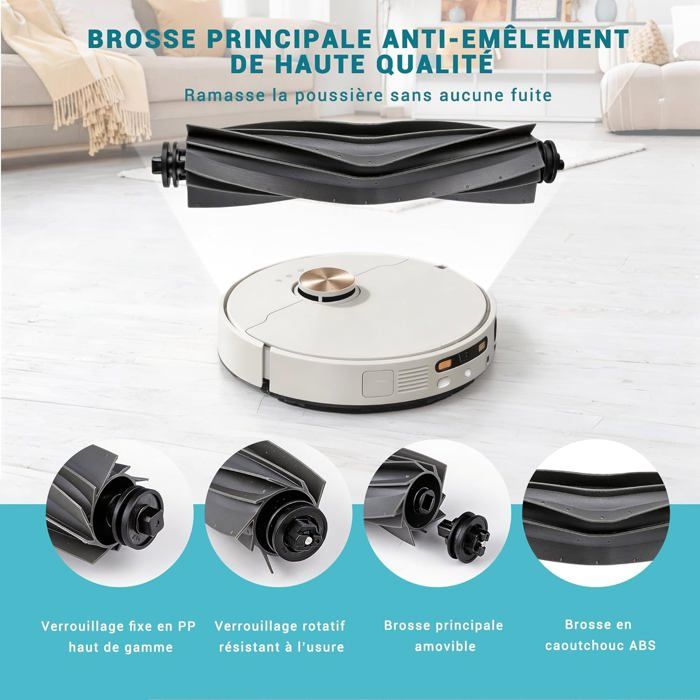 BROSSE PRINCIPALE ANTI-EMÊLEMENT
DE HAUTE QUALITÉ
Ramasse la poussière sans aucune fuite
Verrouillage fixe en PP
haut de gamme
Verrouillage rotatif
résistant à l'usure
Brosse principale
amovible
Brosse en
caoutchouc ABS